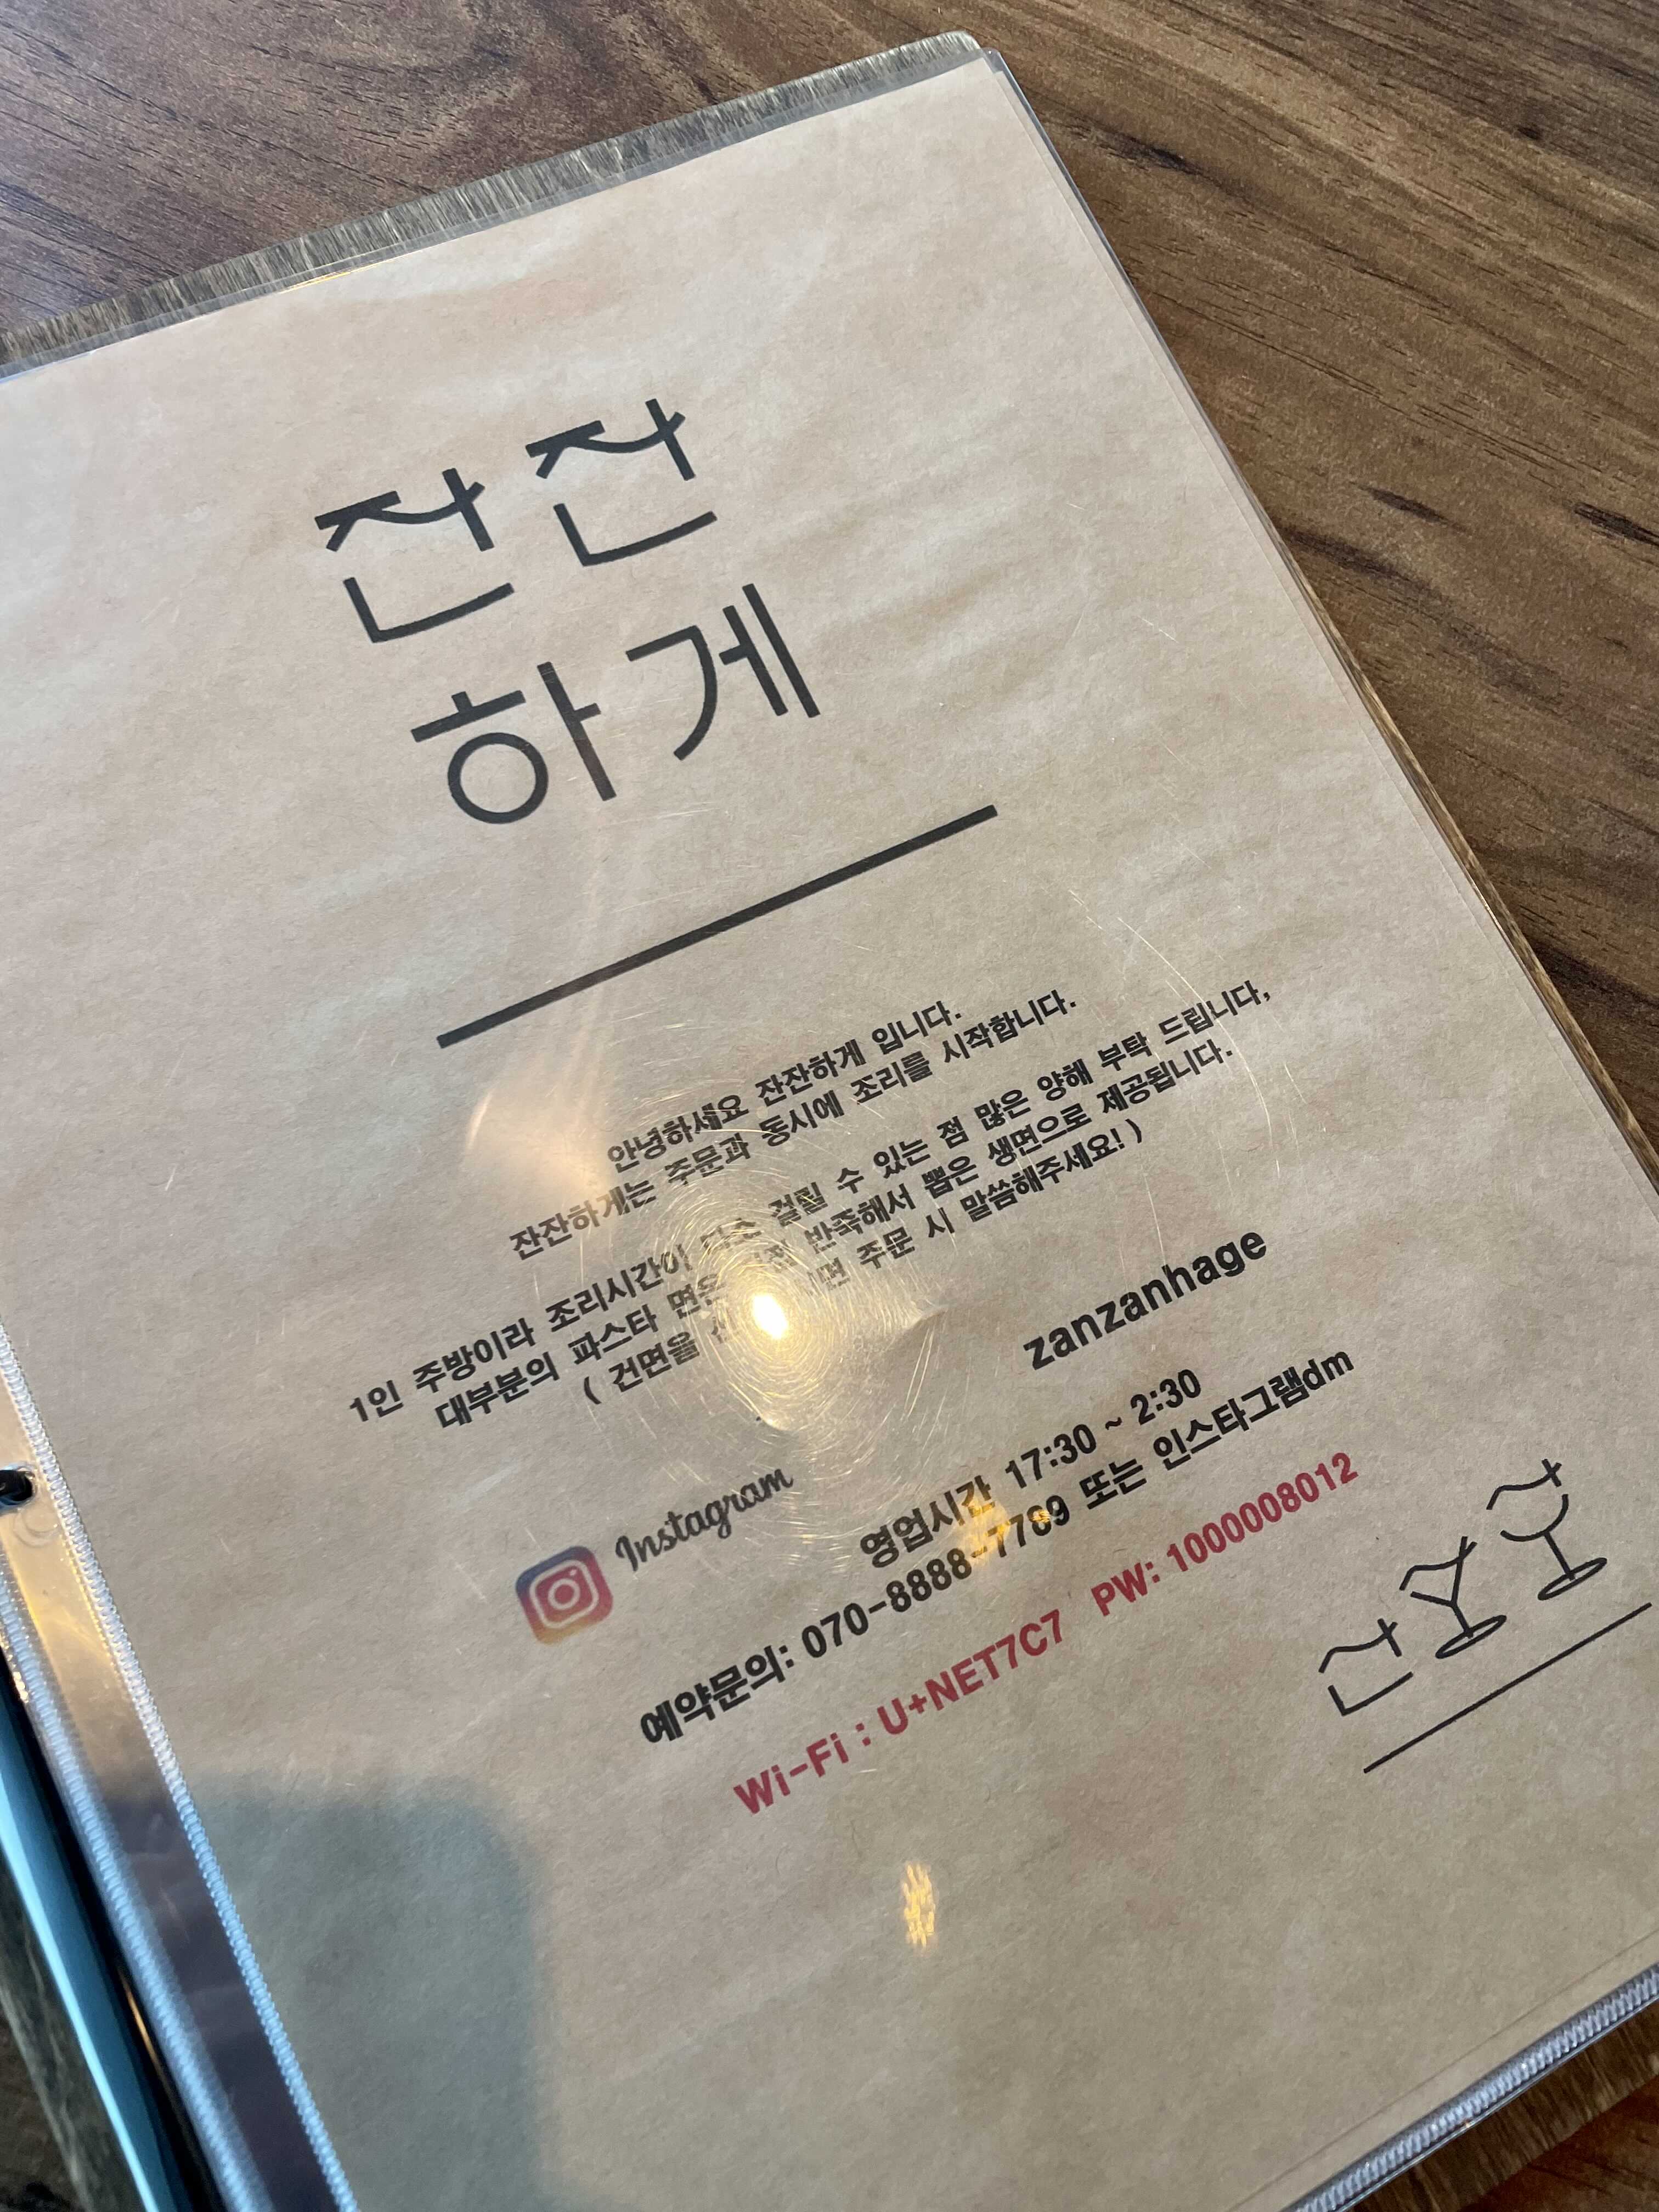 잔잔
하게
안녕하세요 잔잔하게 입니다.
잔잔하게는 주문과 동시에 조리를 시작합니다.
1인 주방이라 조리시간이 다소 걸릴 수 있는 점 많은 양해 부탁 드립니다,
대부분의 파스타 면은 반죽해서 뽑은 생면으로 제공됩니다.
( 건면을 주문 시 말씀해주세요! )
Instagram zanzanhage
영업시간 17:30 ~ 2:30
예약문의: 070-8888-7789 또는 인스타그램dm
Wi-Fi : U+NET7C7 PW: 1000008012